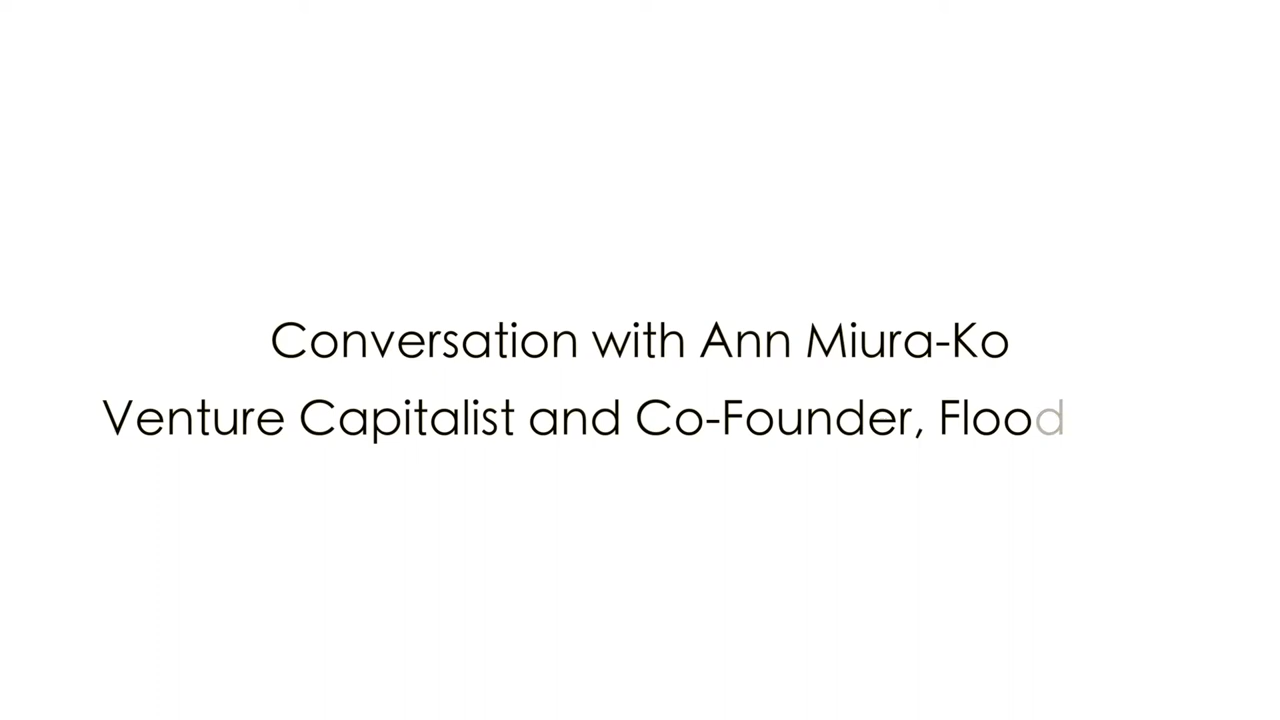 Conversation with Ann Miura-Ko
Venture Capitalist and Co-Founder, Flood